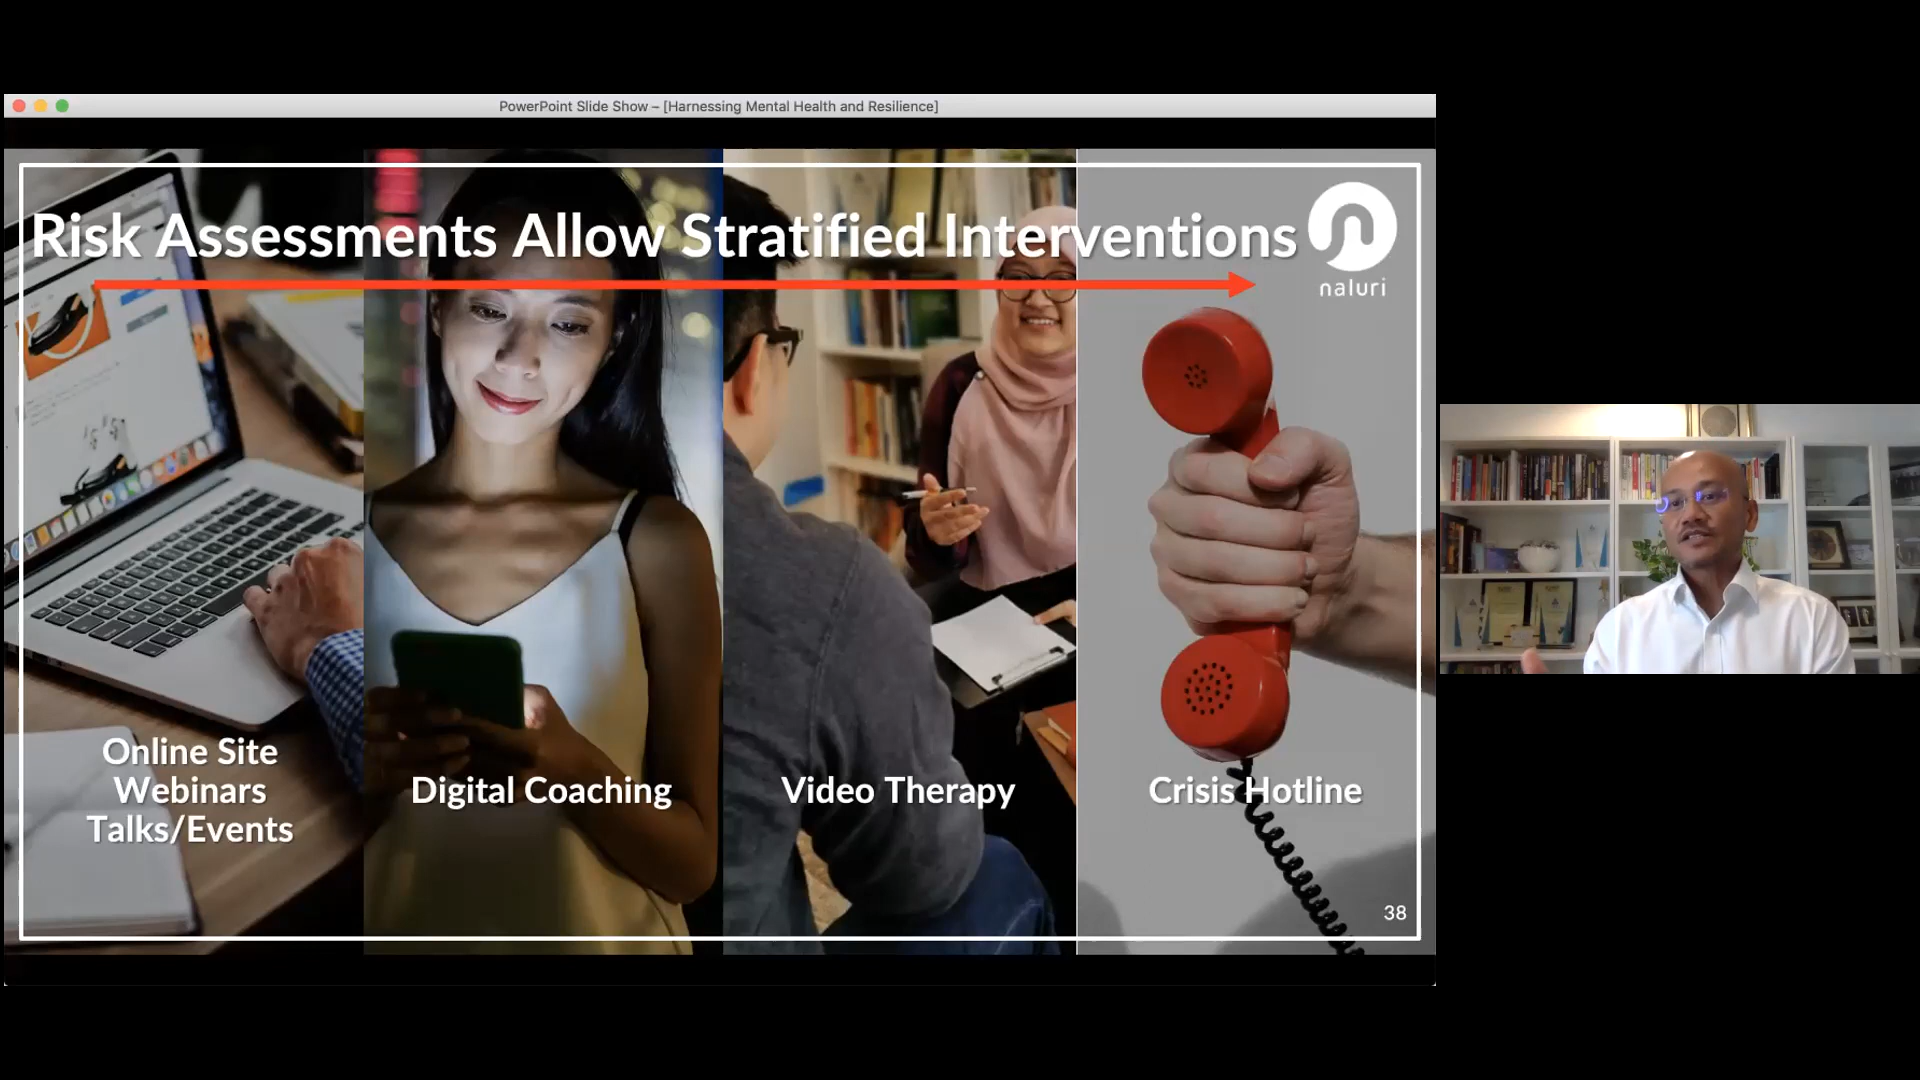 PowerPoint Slide Show – [Harnessing Mental Health and Resilience]
Risk Assessments Allow Stratified Interventions
naluri
Online Site
Webinars
Talks/Events
Digital Coaching
Video Therapy
Crisis Hotline
38